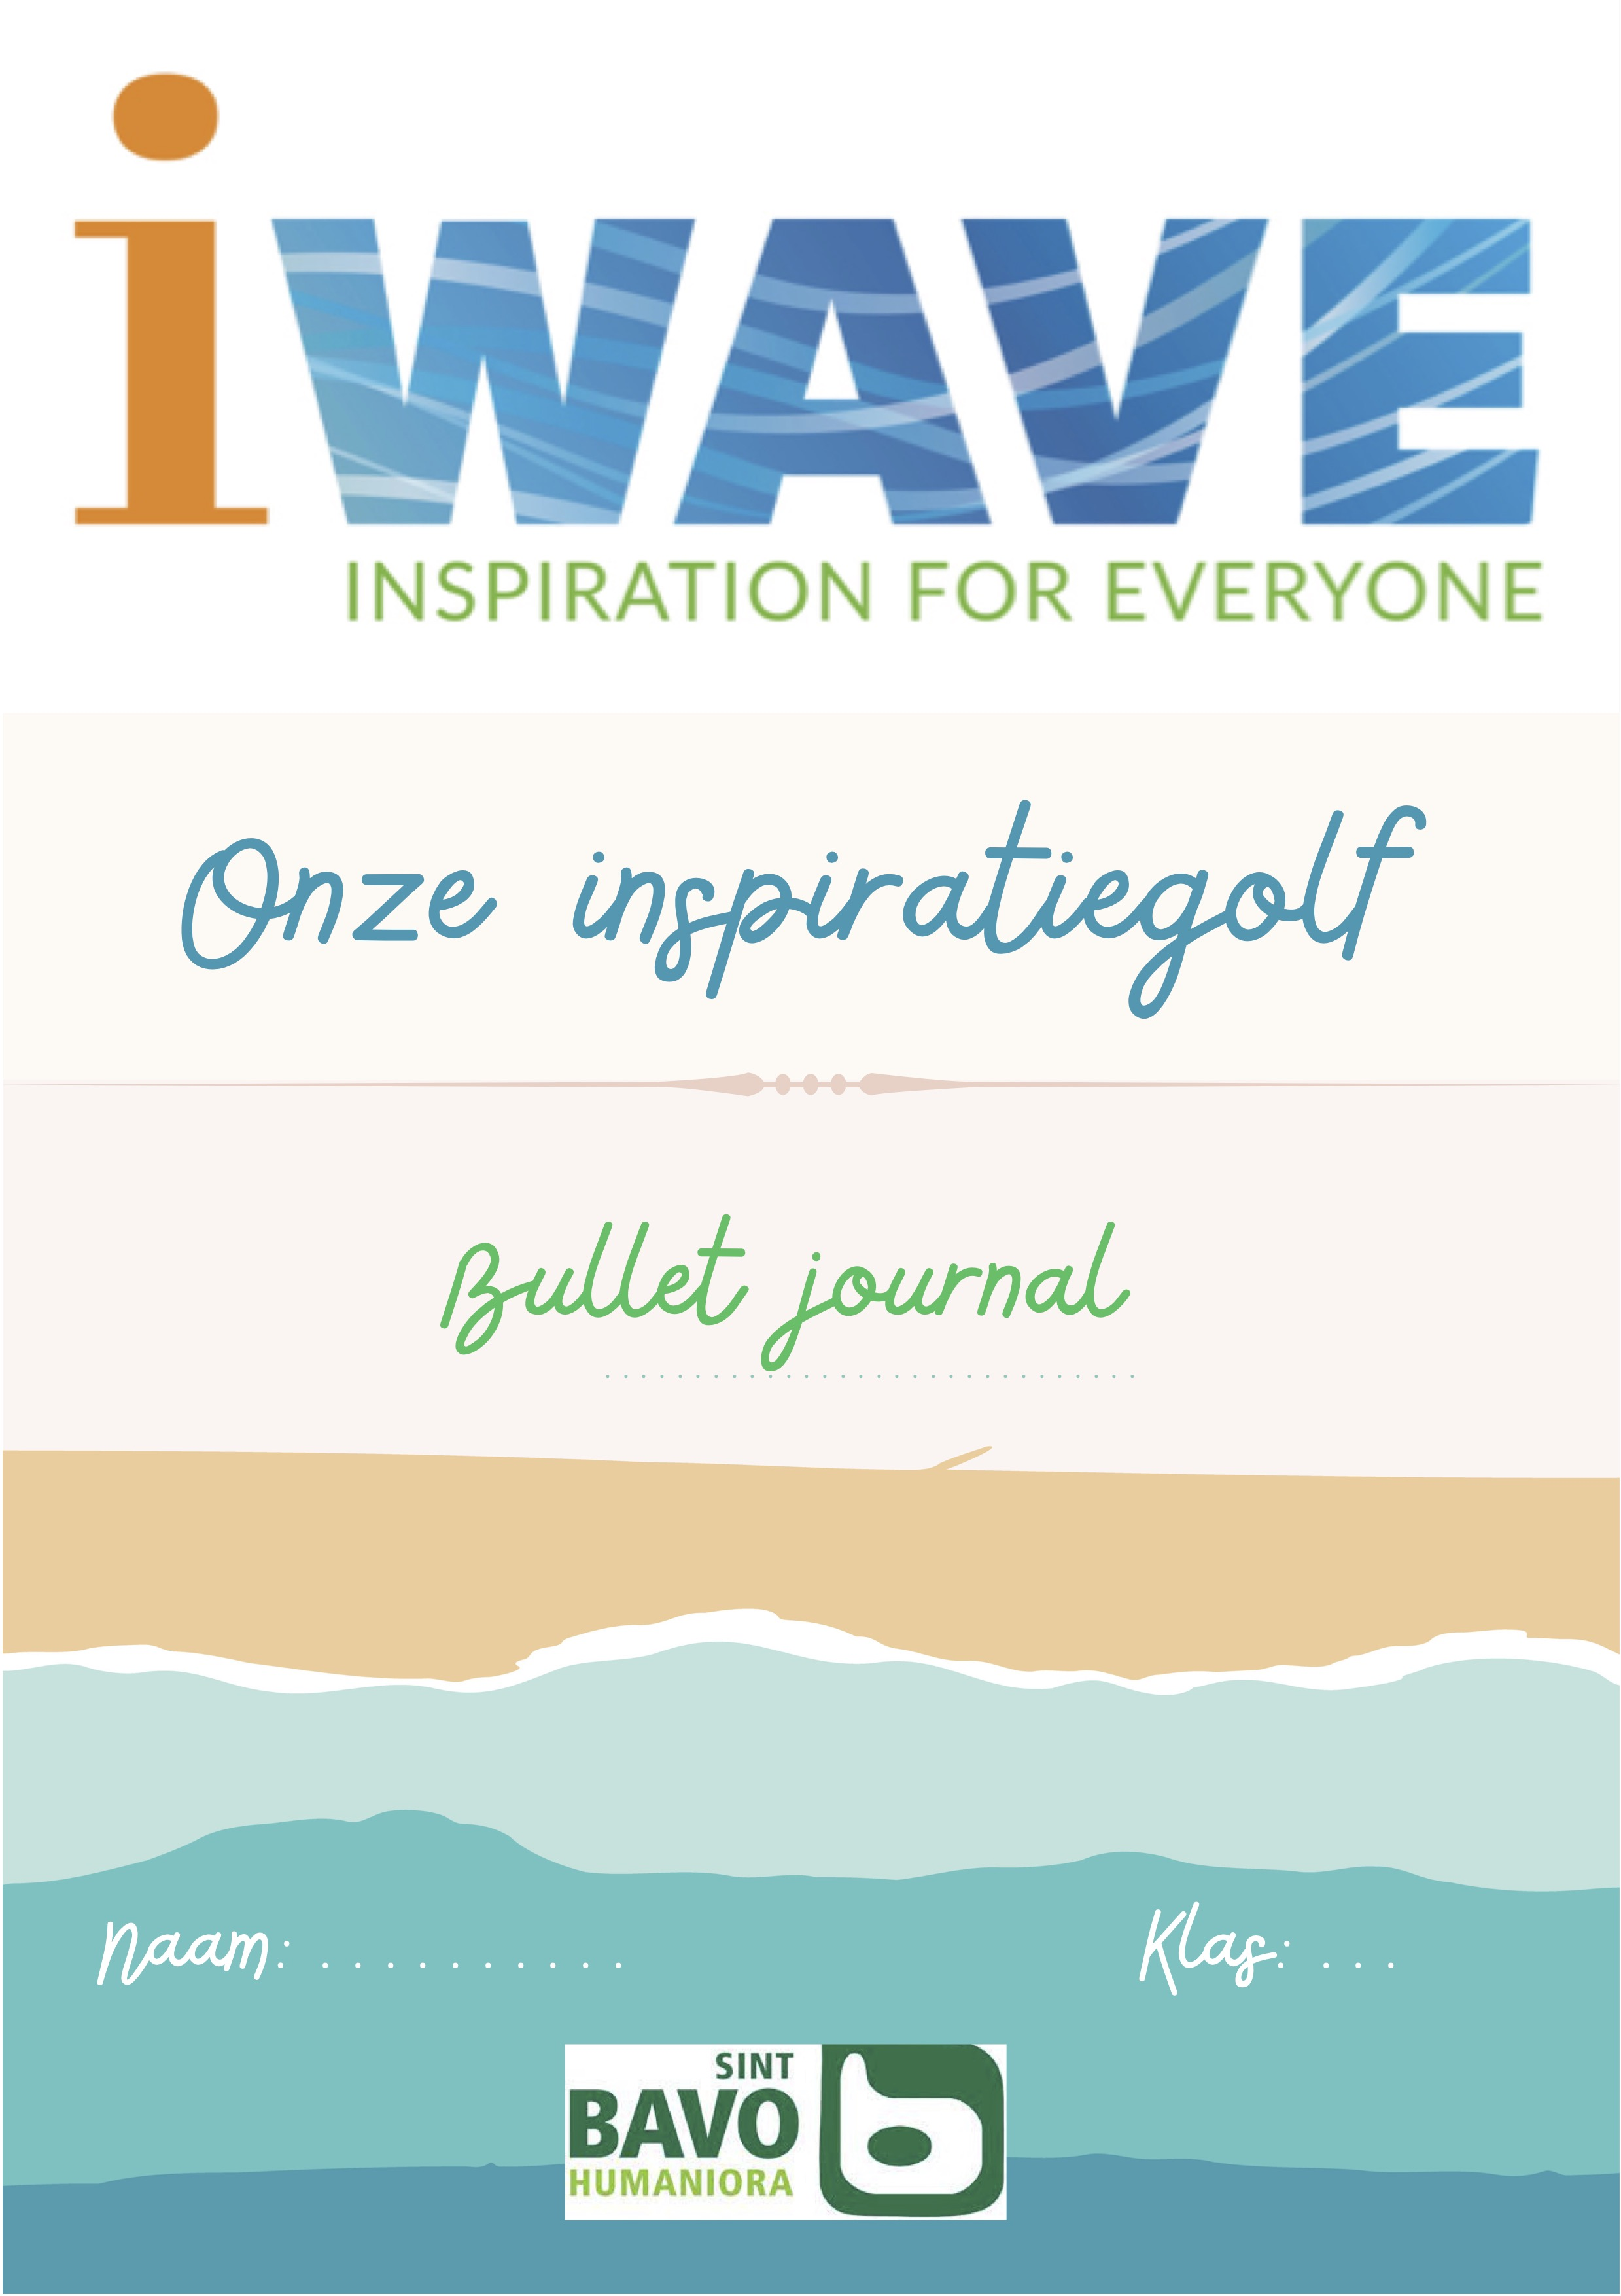 iWAVE
INSPIRATION FOR EVERYONE
Onze inspiratiegolf
Bullet journal
Naam: . . . . . . . . . .
Klas: . . .
SINT
BAVO
HUMANIORA